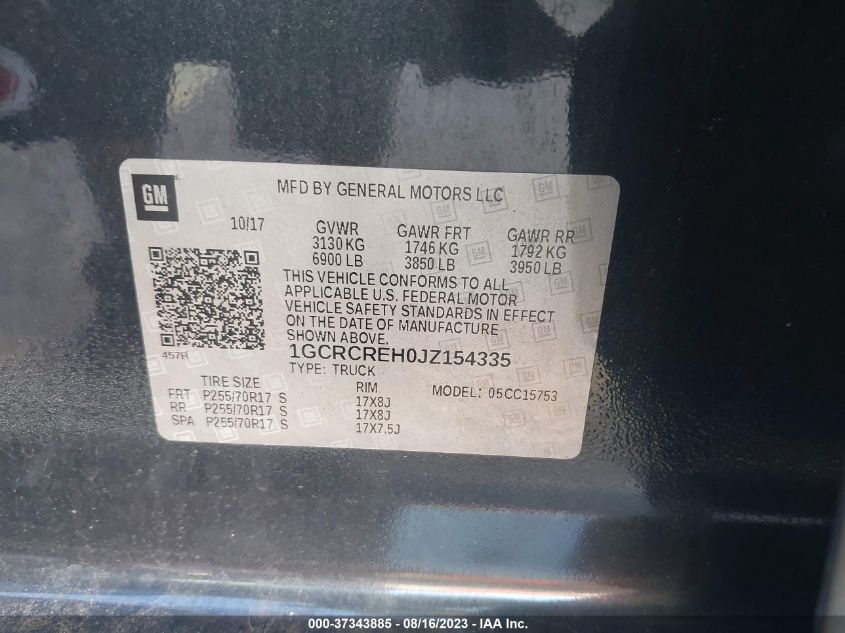 GM
MFD BY GENERAL MOTORS LLC
10/17
GVWR
3130 KG
6900 LB
GAWR FRT
1746 KG
3850 LB
GAWR RR
1792 KG
3950 LB
THIS VEHICLE CONFORMS TO ALL
APPLICABLE U.S. FEDERAL MOTOR
VEHICLE SAFETY STANDARDS IN EFFECT
ON THE DATE OF MANUFACTURE
SHOWN ABOVE.
457R
1GCRCREH0JZ154335
TYPE: TRUCK
TIRE SIZE RIM MODEL: 05CC15753
FRT P255/70R17 S 17X8J
RR P255/70R17 S 17X8J
SPA P255/70R17 S 17X7.5J
000-37343885 - 08/16/2023 - IAA Inc.